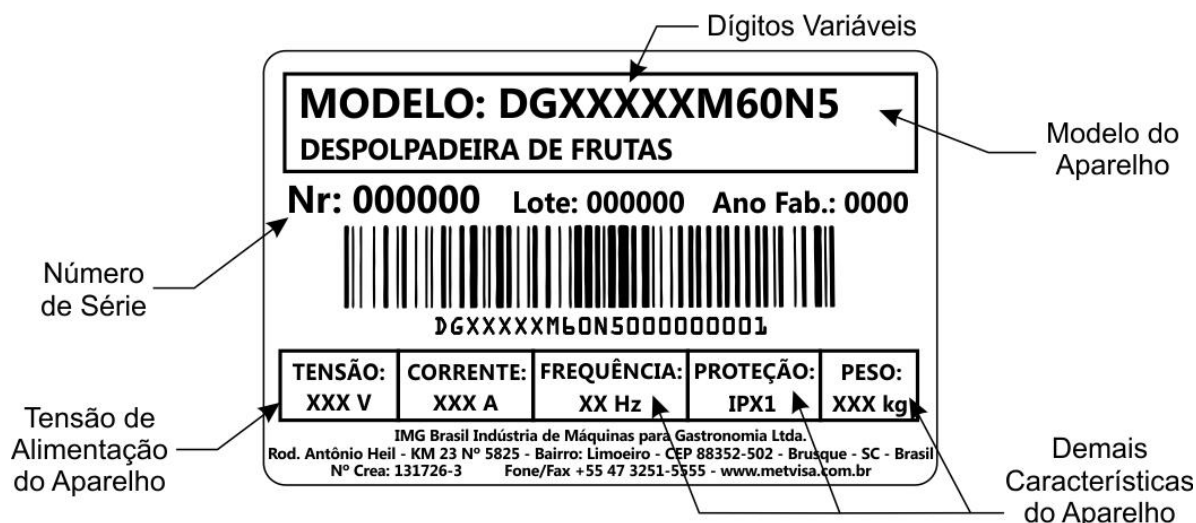 Dígitos Variáveis
MODELO: DGXXXXXM60N5
DESPOLPADEIRA DE FRUTAS
Modelo do
Aparelho
Nr: 000000 Lote: 000000 Ano Fab.: 0000
Número
de Série
DGXXXXXM60N5000000001
TENSÃO: CORRENTE: FREQUÊNCIA: PROTEÇÃO: PESO:
XXX V XXX A XX Hz IPX1 XXX kg
Tensão de
Alimentação
do Aparelho
IMG Brasil Indústria de Máquinas para Gastronomia Ltda.
Rod. Antônio Heil - KM 23 Nº 5825 - Bairro: Limoeiro - CEP 88352-502 - Brusque - SC - Brasil
Nº Crea: 131726-3 Fone/Fax +55 47 3251-5555 - www.metvisa.com.br
Demais
Características
do Aparelho